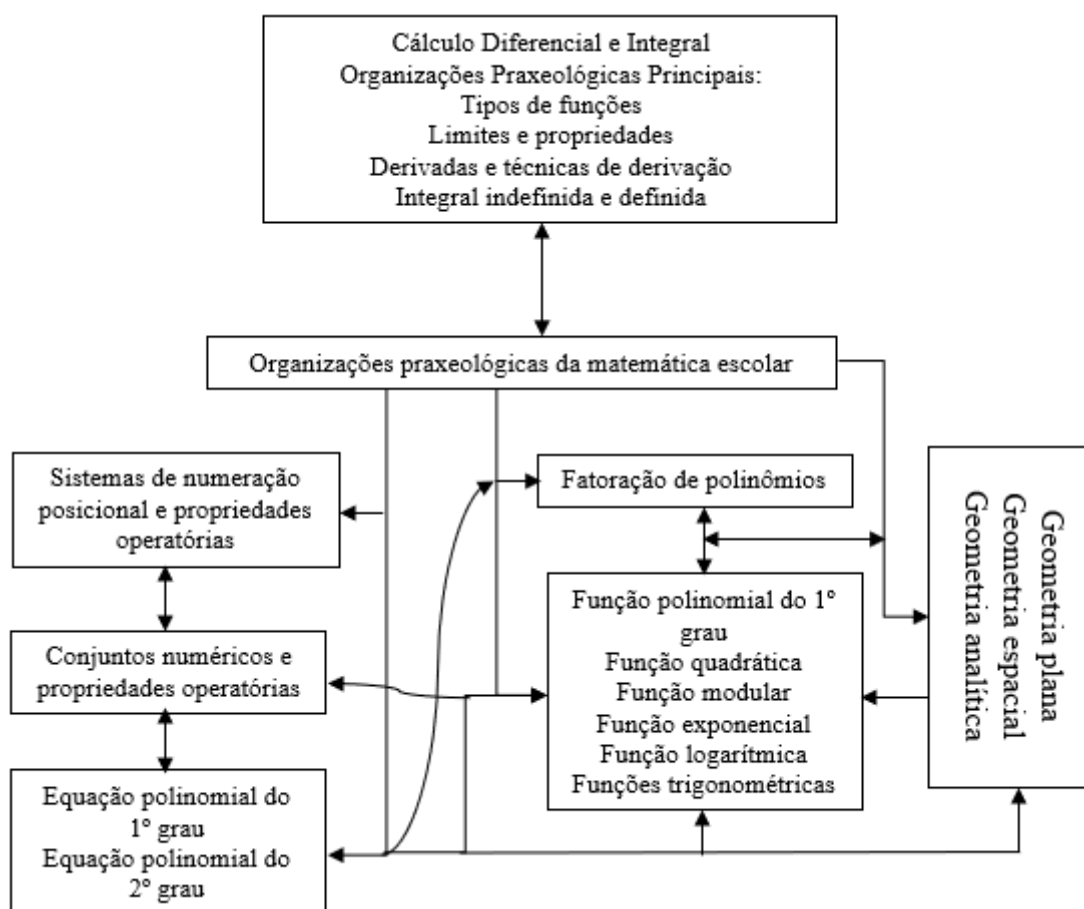 Cálculo Diferencial e Integral
Organizações Praxeológicas Principais:
Tipos de funções
Limites e propriedades
Derivadas e técnicas de derivação
Integral indefinida e definida
Organizações praxeológicas da matemática escolar
Sistemas de numeração
posicional e propriedades
operatórias
Fatoração de polinômios
Conjuntos numéricos e
propriedades operatórias
Função polinomial do 1º
grau
Função quadrática
Função modular
Função exponencial
Função logarítmica
Funções trigonométricas
Geometria plana
Geometria espacial
Geometria analítica
Equação polinomial do
1º grau
Equação polinomial do
2º grau